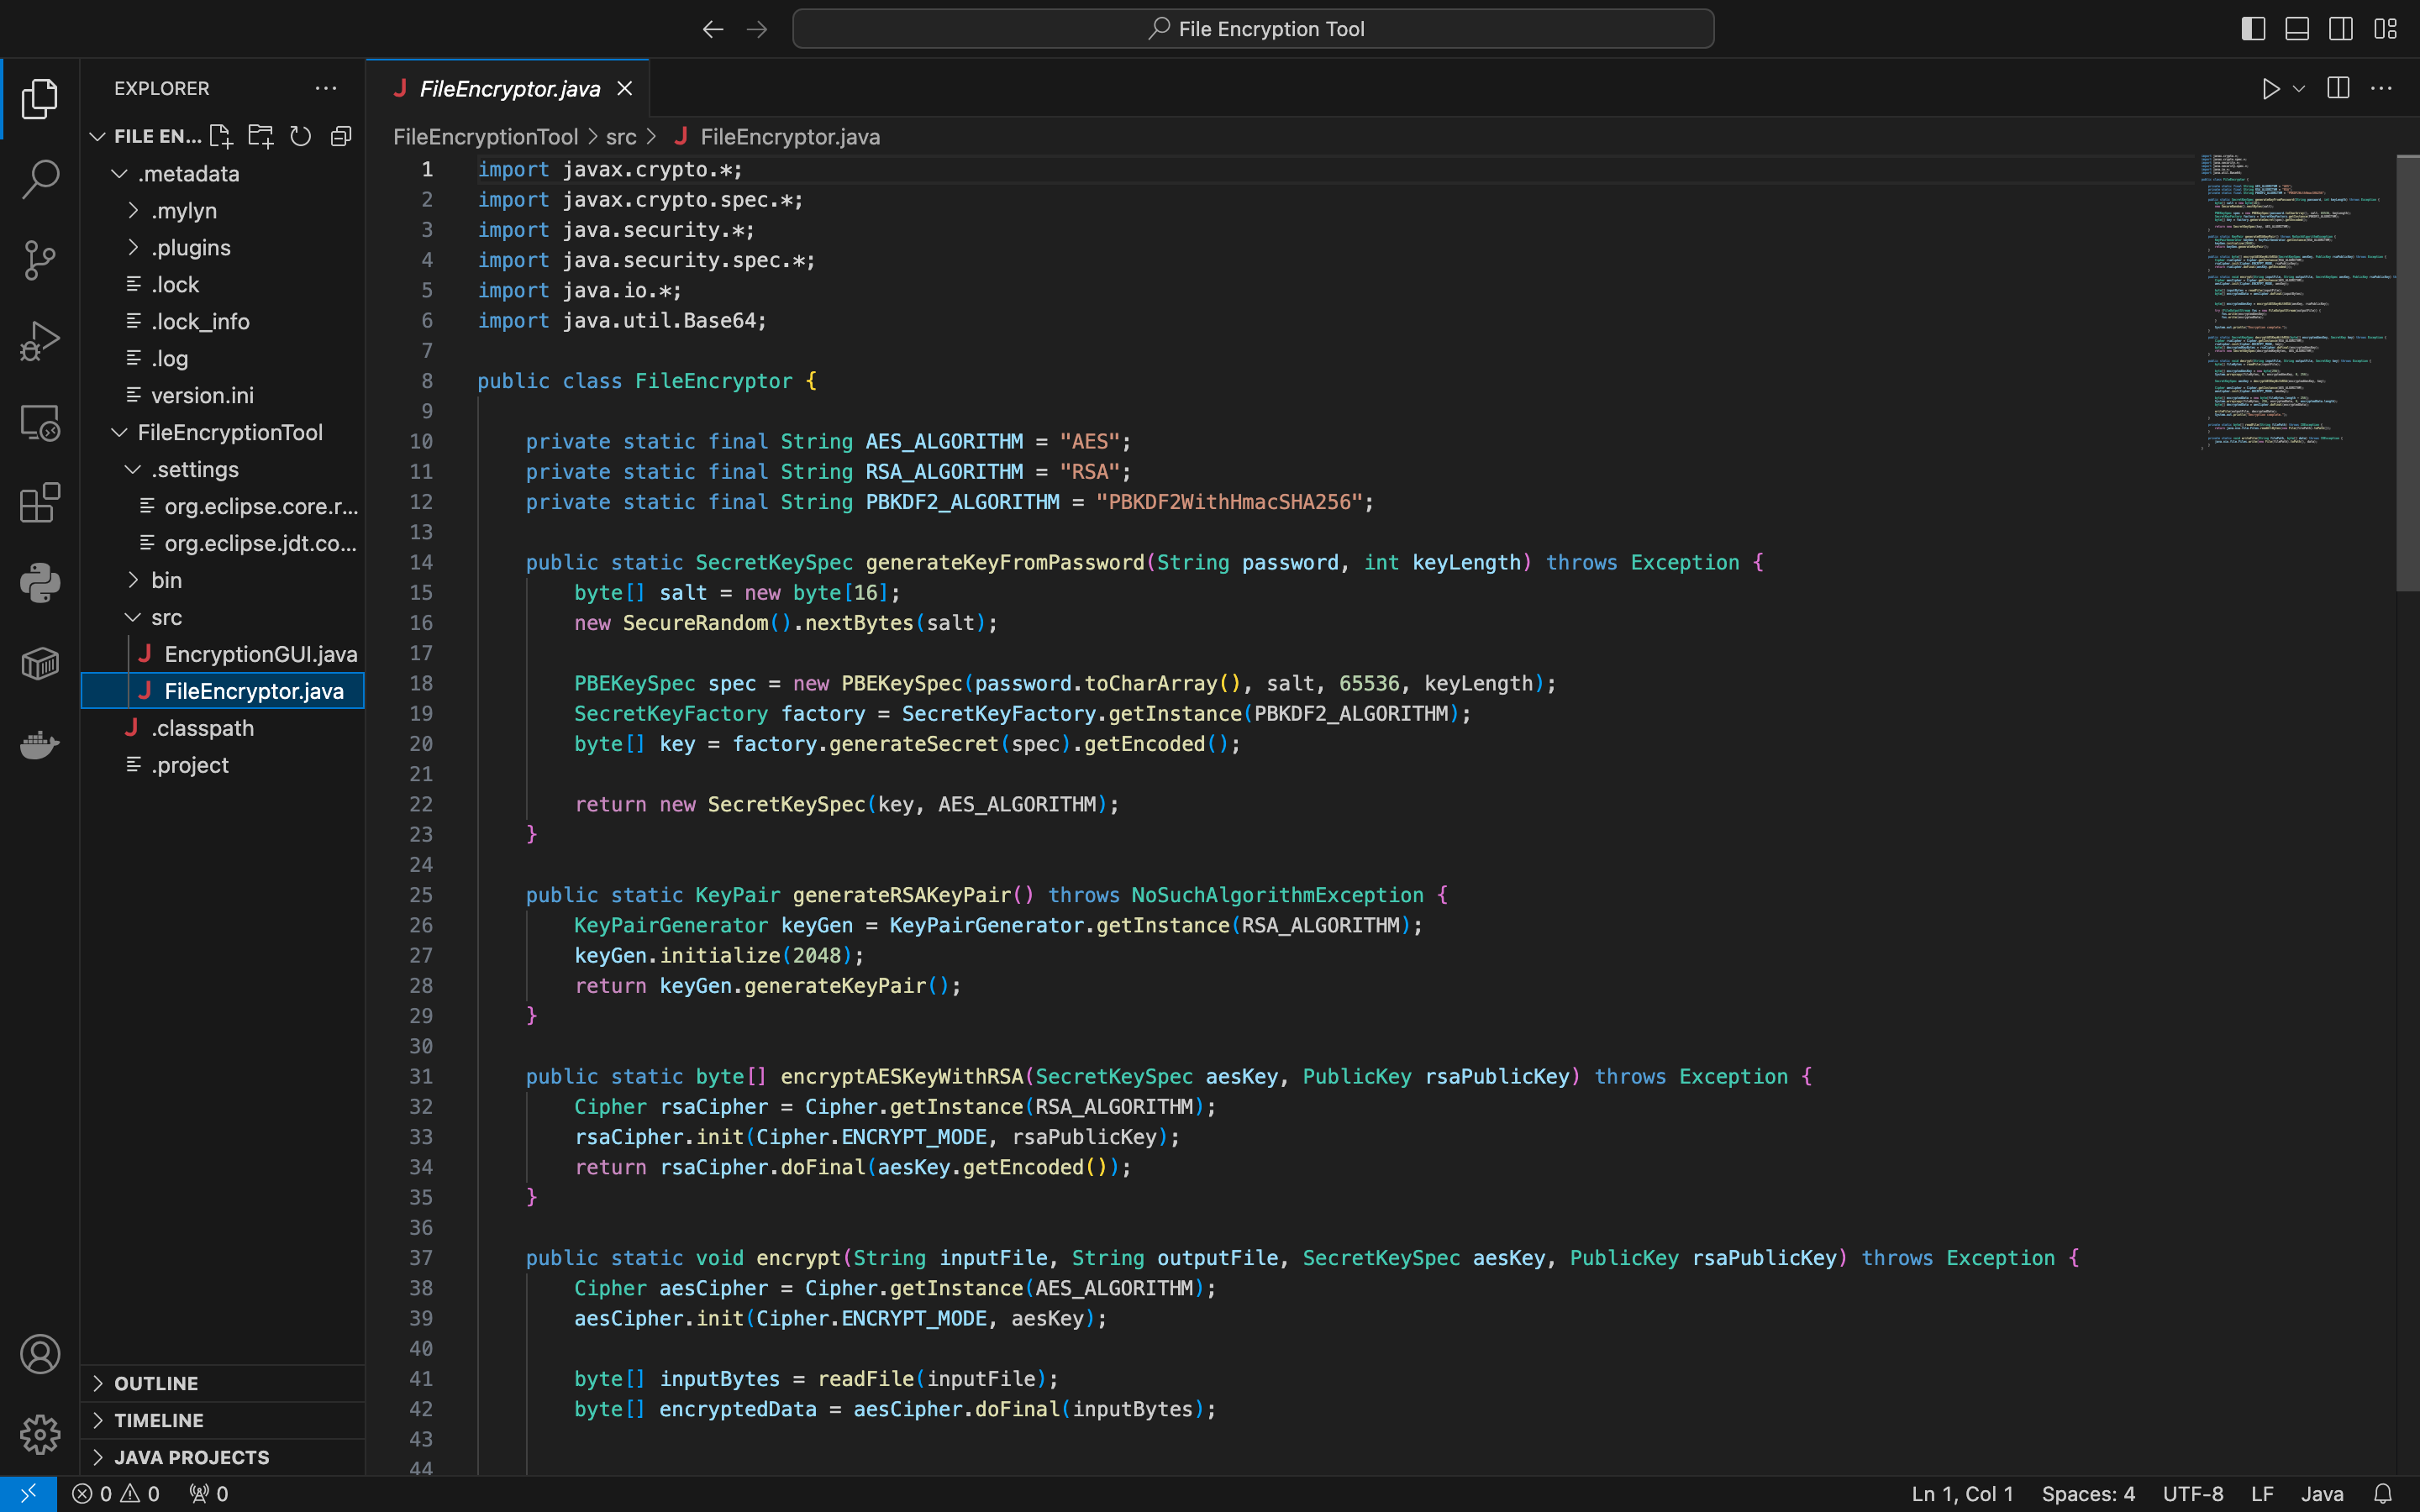 File Encryption Tool
EXPLORER
FILE EN...
.metadata
.mylyn
.plugins
.lock
.lock_info
.log
version.ini
FileEncryptionTool
.settings
org.eclipse.core.r...
org.eclipse.jdt.co...
bin
src
EncryptionGUI.java
FileEncryptor.java
.classpath
.project
OUTLINE
TIMELINE
JAVA PROJECTS
FileEncryptor.java
FileEncryptionTool > src > FileEncryptor.java
1 import javax.crypto.*;
2 import javax.crypto.spec.*;
3 import java.security.*;
4 import java.security.spec.*;
5 import java.io.*;
6 import java.util.Base64;
7
8 public class FileEncryptor {
9
10 private static final String AES_ALGORITHM = "AES";
11 private static final String RSA_ALGORITHM = "RSA";
12 private static final String PBKDF2_ALGORITHM = "PBKDF2WithHmacSHA256";
13
14 public static SecretKeySpec generateKeyFromPassword(String password, int keyLength) throws Exception {
15 byte[] salt = new byte[16];
16 new SecureRandom().nextBytes(salt);
17
18 PBEKeySpec spec = new PBEKeySpec(password.toCharArray(), salt, 65536, keyLength);
19 SecretKeyFactory factory = SecretKeyFactory.getInstance(PBKDF2_ALGORITHM);
20 byte[] key = factory.generateSecret(spec).getEncoded();
21
22 return new SecretKeySpec(key, AES_ALGORITHM);
23 }
24
25 public static KeyPair generateRSAKeyPair() throws NoSuchAlgorithmException {
26 KeyPairGenerator keyGen = KeyPairGenerator.getInstance(RSA_ALGORITHM);
27 keyGen.initialize(2048);
28 return keyGen.generateKeyPair();
29 }
30
31 public static byte[] encryptAESKeyWithRSA(SecretKeySpec aesKey, PublicKey rsaPublicKey) throws Exception {
32 Cipher rsaCipher = Cipher.getInstance(RSA_ALGORITHM);
33 rsaCipher.init(Cipher.ENCRYPT_MODE, rsaPublicKey);
34 return rsaCipher.doFinal(aesKey.getEncoded());
35 }
36
37 public static void encrypt(String inputFile, String outputFile, SecretKeySpec aesKey, PublicKey rsaPublicKey) throws Exception {
38 Cipher aesCipher = Cipher.getInstance(AES_ALGORITHM);
39 aesCipher.init(Cipher.ENCRYPT_MODE, aesKey);
40
41 byte[] inputBytes = readFile(inputFile);
42 byte[] encryptedData = aesCipher.doFinal(inputBytes);
43
44
0 0 0
Ln 1, Col 1 Spaces: 4 UTF-8 LF Java